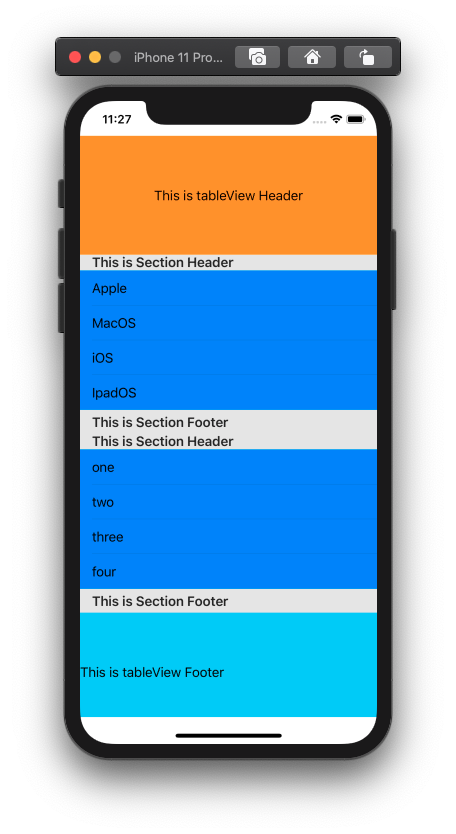 iPhone 11 Pro...
11:27
This is tableView Header
This is Section Header
Apple
MacOS
iOS
IpadOS
This is Section Footer
This is Section Header
one
two
three
four
This is Section Footer
This is tableView Footer